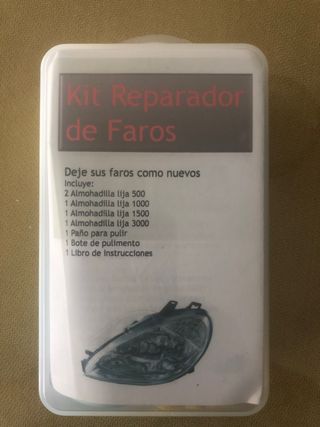 Kit Reparador
de Faros
Deje sus faros como nuevos
Incluye:
2 Almohadilla lija 500
1 Almohadilla lija 1000
1 Almohadilla lija 1500
1 Almohadilla lija 3000
1 Paño para pulir
1 Bote de pulimento
1 Libro de instrucciones